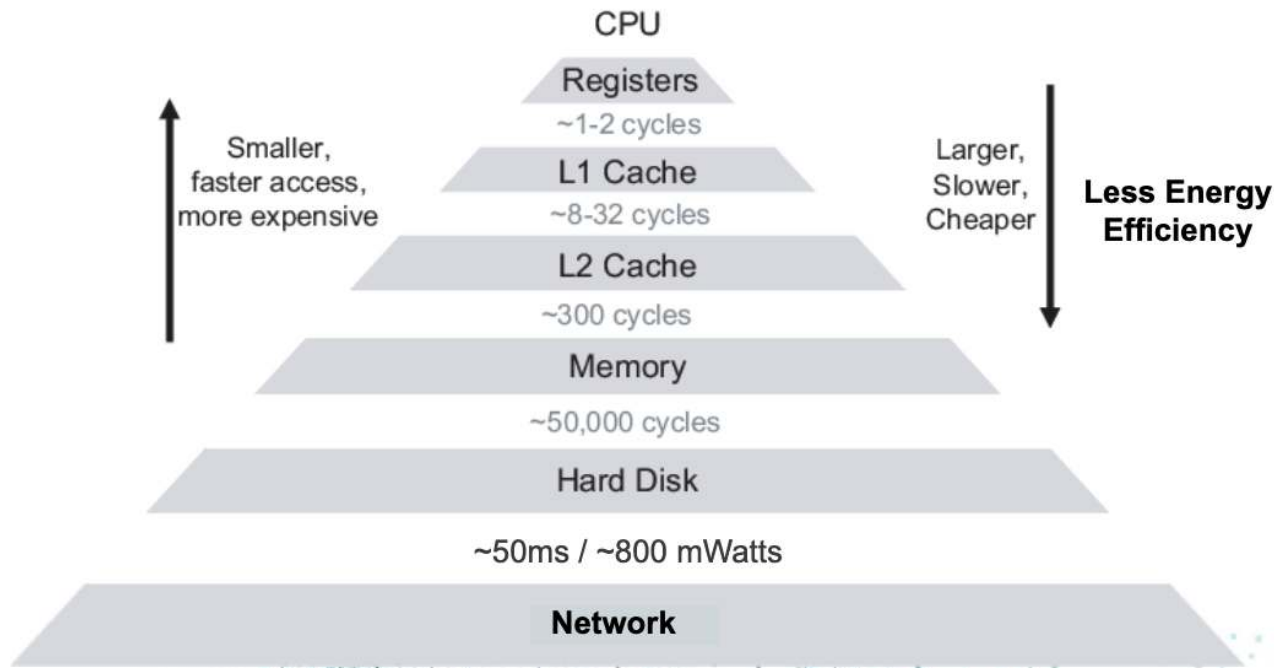 CPU
Registers
~1-2 cycles
Smaller,
faster access,
more expensive
L1 Cache
~8-32 cycles
Larger,
Slower,
Cheaper
Less Energy
Efficiency
L2 Cache
~300 cycles
Memory
~50,000 cycles
Hard Disk
~50ms / ~800 mWatts
Network